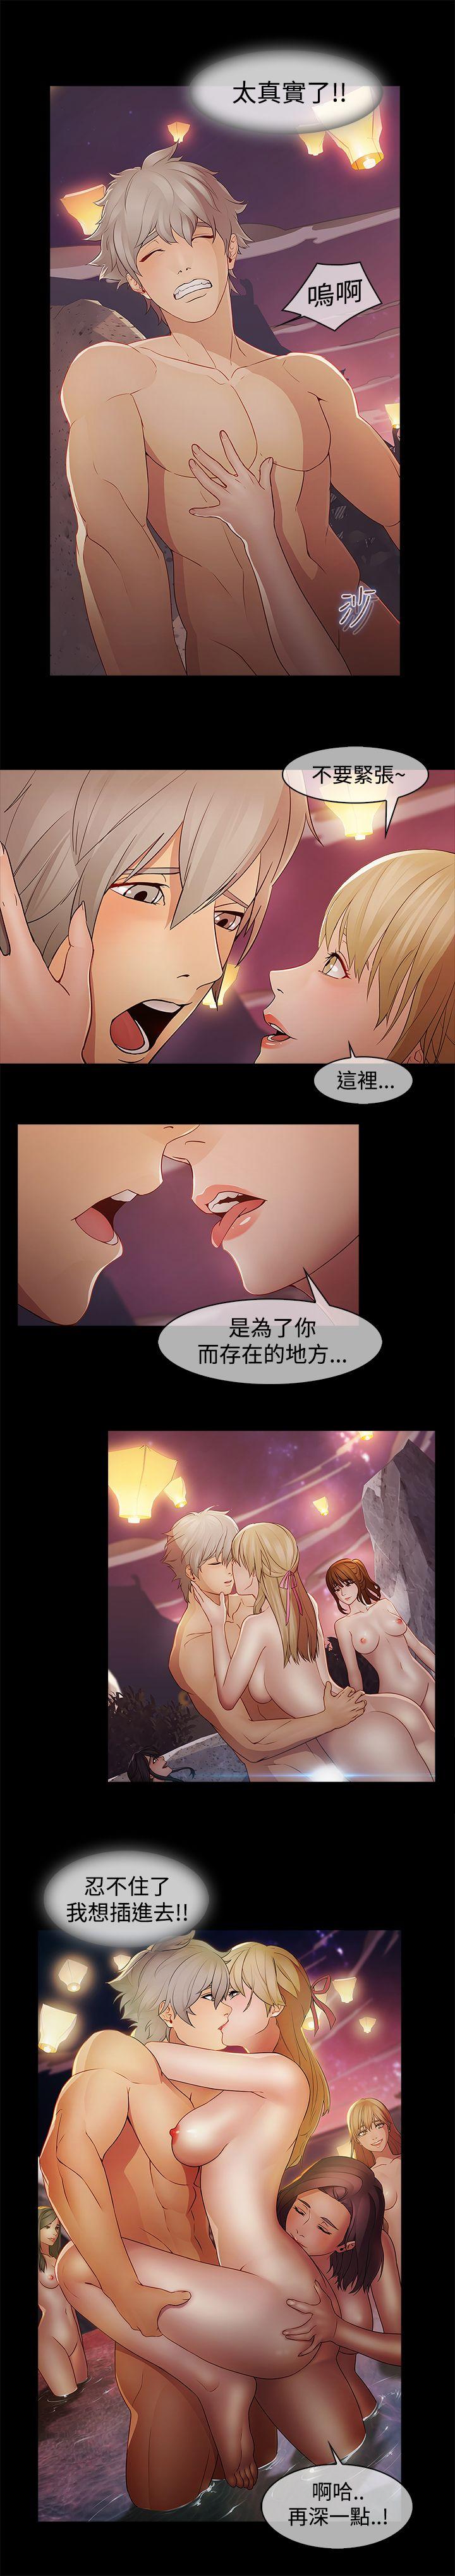 太真實了!!
嗚啊
沙
不要緊張~
這裡...
是為了你
而存在的地方...
忍不住了
我想插進去!!
啊哈..
再深一點..!